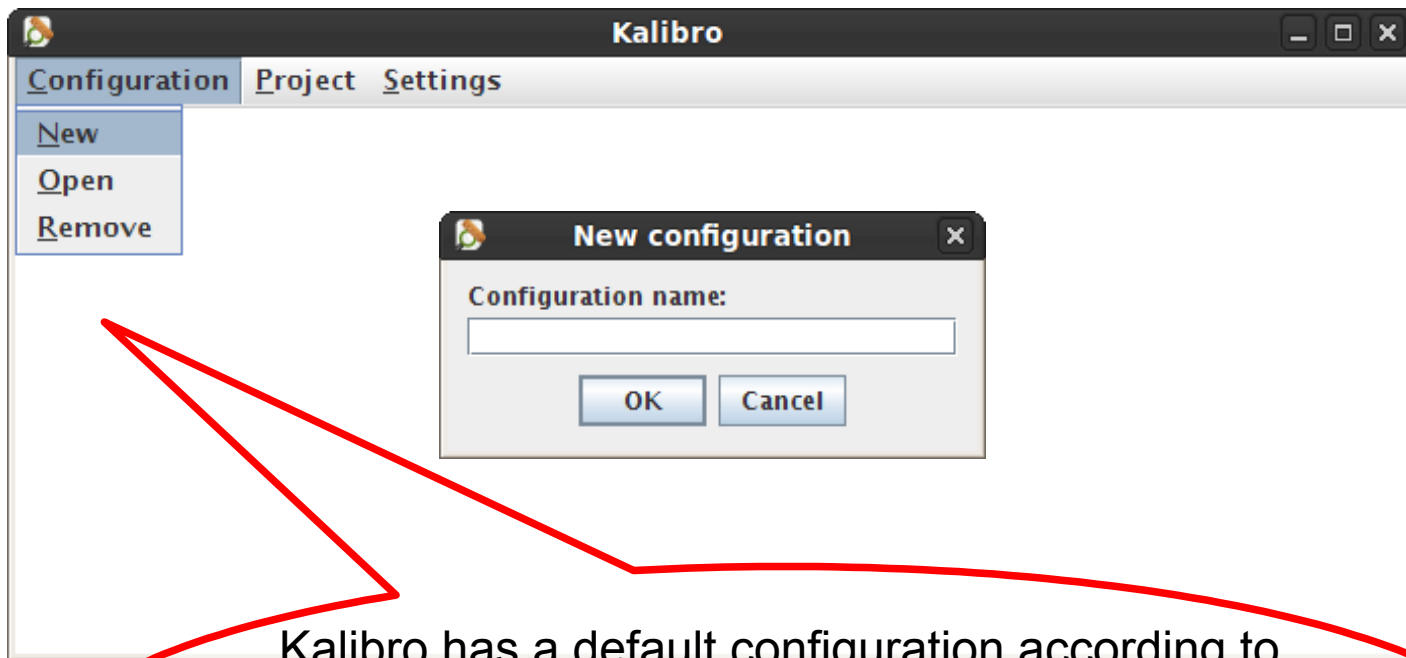 Kalibro
Configuration Project Settings
New
Open
Remove
New configuration
Configuration name:
OK Cancel
Kalibro has a default configuration according to